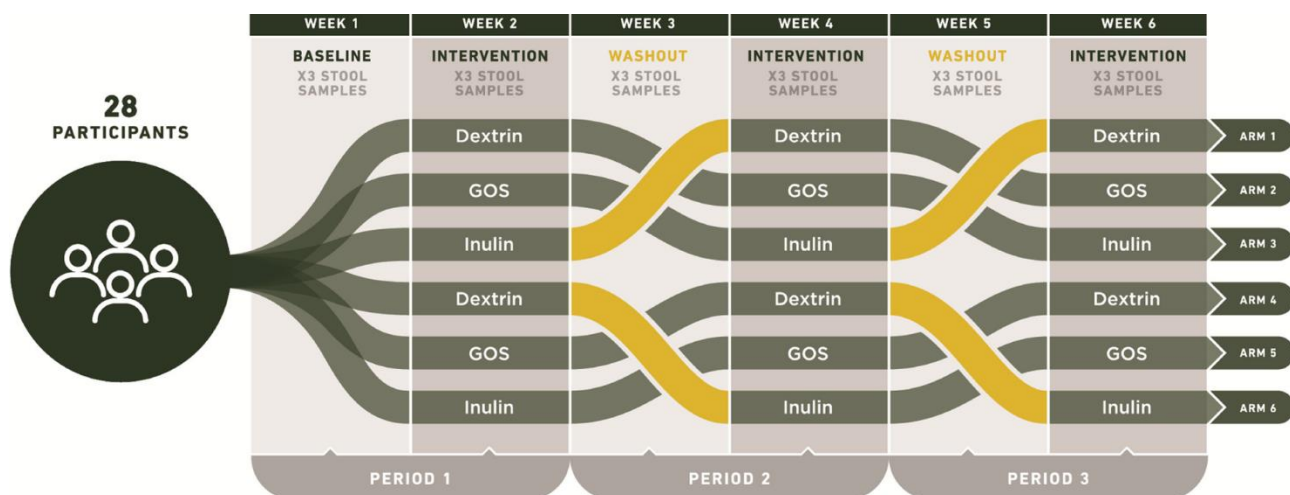 WEEK 1 WEEK 2 WEEK 3 WEEK 4 WEEK 5 WEEK 6
BASELINE INTERVENTION WASHOUT INTERVENTION WASHOUT INTERVENTION
X3 STOOL X3 STOOL X3 STOOL X3 STOOL X3 STOOL X3 STOOL
SAMPLES SAMPLES SAMPLES SAMPLES SAMPLES SAMPLES
28
PARTICIPANTS
Dextrin Dextrin Dextrin ARM 1
GOS GOS GOS ARM 2
Inulin Inulin Inulin ARM 3
Dextrin Dextrin Dextrin ARM 4
GOS GOS GOS ARM 5
Inulin Inulin Inulin ARM 6
PERIOD 1 PERIOD 2 PERIOD 3